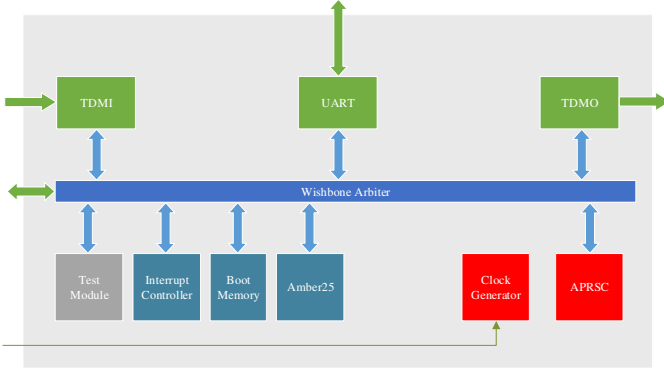 TDMI
UART
TDMO
Wishbone Arbiter
Test
Module
Interrupt
Controller
Boot
Memory
Amber25
Clock
Generator
APRSC